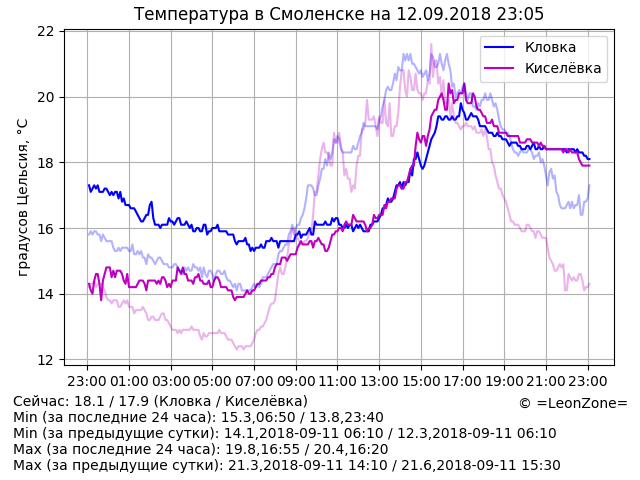 Температура в Смоленске на 12.09.2018 23:05
22
20
18
16
14
12
градусов Цельсия, °C
Кловка
Киселёвка
23:00 01:00 03:00 05:00 07:00 09:00 11:00 13:00 15:00 17:00 19:00 21:00 23:00
Сейчас: 18.1 / 17.9 (Кловка / Киселёвка)
© =LeonZone=
Min (за последние 24 часа): 15.3,06:50 / 13.8,23:40
Min (за предыдущие сутки): 14.1,2018-09-11 06:10 / 12.3,2018-09-11 06:10
Max (за последние 24 часа): 19.8,16:55 / 20.4,16:20
Max (за предыдущие сутки): 21.3,2018-09-11 14:10 / 21.6,2018-09-11 15:30